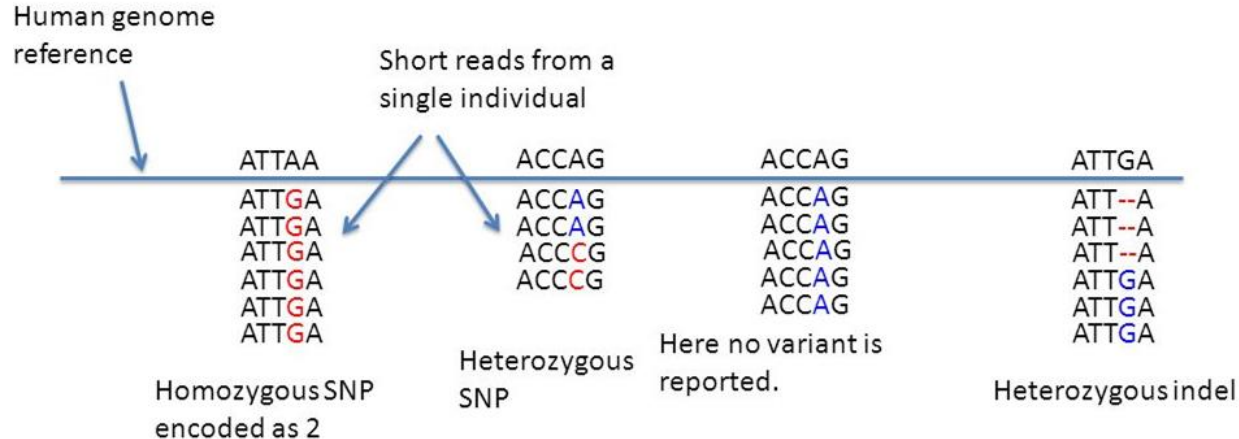 Human genome
reference
Short reads from a
single individual
ATTAA
ATTGA
ATTGA
ATTGA
ATTGA
ATTGA
ATTGA
Homozygous SNP
encoded as 2
ACCAG
ACCAG
ACCAG
ACCCG
ACCCG
Heterozygous
SNP
ACCAG
ACCAG
ACCAG
ACCAG
ACCAG
ACCAG
Here no variant is
reported.
ATTGA
ATT--A
ATT--A
ATT--A
ATTGA
ATTGA
ATTGA
Heterozygous indel